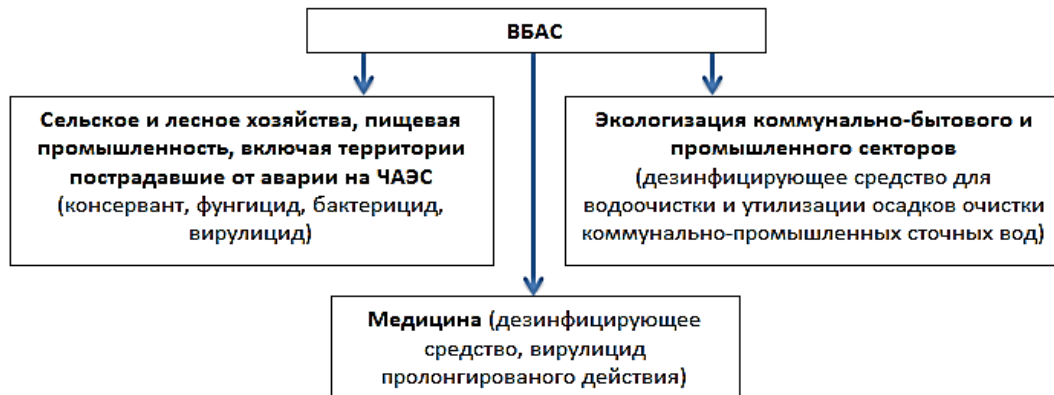 ВБАС
Сельское и лесное хозяйства, пищевая
промышленность, включая территории
пострадавшие от аварии на ЧАЭС
(консервант, фунгицид, бактерицид,
вирулицид)
Экологизация коммунально-бытового и
промышленного секторов
(дезинфицирующее средство для
водоочистки и утилизации осадков очистки
коммунально-промышленных сточных вод)
Медицина (дезинфицирующее
средство, вирулицид
пролонгированого действия)